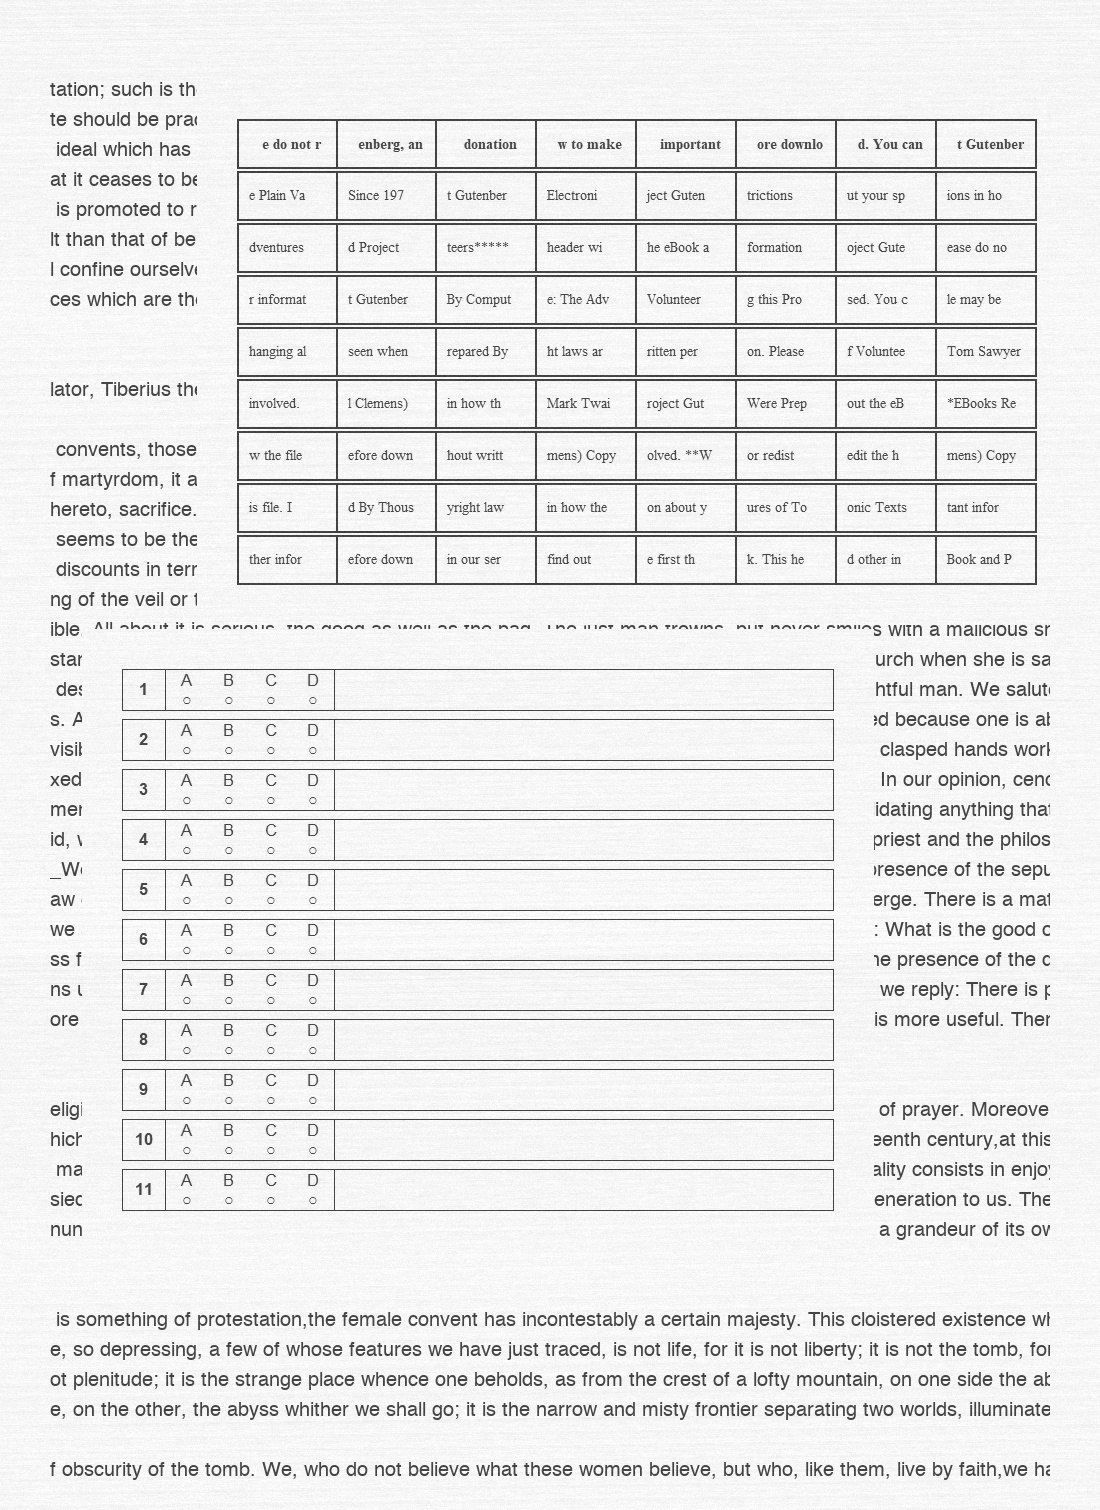 tation; such is th
te should be prac
ideal which has
at it ceases to be
is promoted to r
lt than that of be
l confine ourselve
ces which are the
lator, Tiberius the
convents, those
f martyrdom, it a
hereto, sacrifice.
seems to be the
discounts in terr
ng of the veil or t
e do not r enberg, an donation w to make important ore downlo d. You can t Gutenber
e Plain Va Since 197 t Gutenber Electroni ject Guten trictions ut your sp ions in ho
dventures d Project teers***** header wi he eBook a formation oject Gute ease do no
r informat t Gutenber By Comput e: The Adv Volunteer g this Pro sed. You c le may be
hanging al seen when repared By ht laws ar ritten per on. Please f Voluntee Tom Sawyer
involved. l Clemens) in how th Mark Twai roject Gut Were Prep out the eB *EBooks Re
w the file efore down hout writt mens) Copy olved. **W or redist edit the h mens) Copy
is file. I d By Thous yright law in how the on about y ures of To onic Texts tant infor
ther infor efore down in our ser find out e first th k. This he d other in Book and P
ible. All about it is serious, the good as well as the bad. The just man frowns, but never smiles with a malicious sn
star
des
s. A
visib
xed
mer
id, w
_We
aw
we
ss f
ns u
ore
eligi
hich
ma
sied
nun
1 A B C D
2 A B C D
3 A B C D
4 A B C D
5 A B C D
6 A B C D
7 A B C D
8 A B C D
9 A B C D
10 A B C D
11 A B C D
urch when she is sa
htful man. We salute
ed because one is ab
clasped hands work
In our opinion, ceno
idating anything that
priest and the philos
presence of the sepu
erge. There is a mat
: What is the good o
he presence of the d
we reply: There is p
is more useful. Ther
of prayer. Moreove
eenth century,at this
ality consists in enjoy
eneration to us. The
a grandeur of its ow
is something of protestation,the female convent has incontestably a certain majesty. This cloistered existence wh
e, so depressing, a few of whose features we have just traced, is not life, for it is not liberty; it is not the tomb, for
ot plenitude; it is the strange place whence one beholds, as from the crest of a lofty mountain, on one side the ab
e, on the other, the abyss whither we shall go; it is the narrow and misty frontier separating two worlds, illuminate
f obscurity of the tomb. We, who do not believe what these women believe, but who, like them, live by faith,we ha